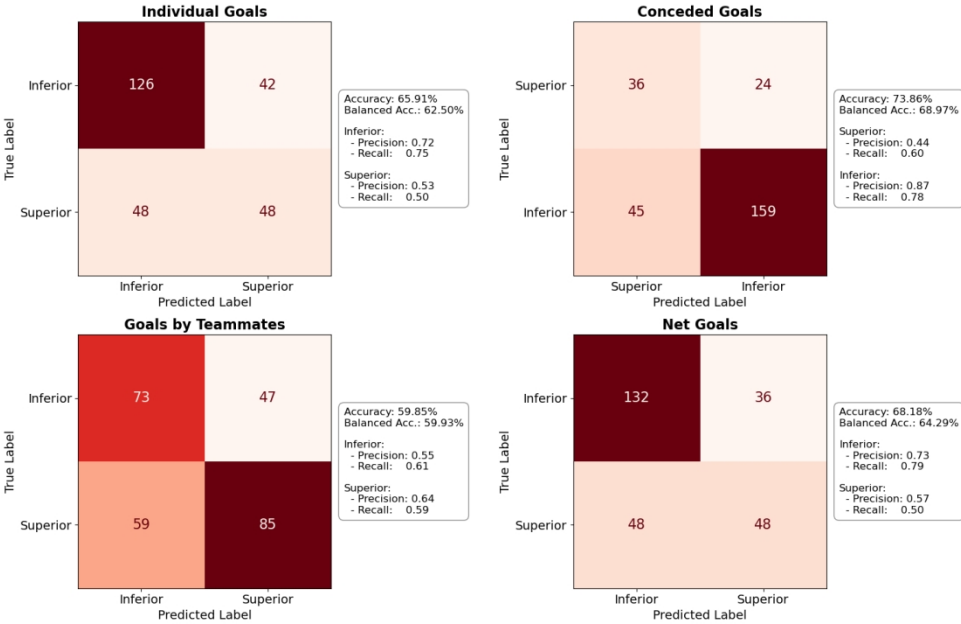 Individual Goals
True Label
Inferior
126
42
Superior
48
48
Inferior
Superior
Predicted Label
Accuracy: 65.91%
Balanced Acc.: 62.50%
Inferior:
- Precision: 0.72
- Recall: 0.75
Superior:
- Precision: 0.53
- Recall: 0.50
Conceded Goals
True Label
Superior
36
24
Inferior
45
159
Superior
Inferior
Predicted Label
Accuracy: 73.86%
Balanced Acc.: 68.97%
Superior:
- Precision: 0.44
- Recall: 0.60
Inferior:
- Precision: 0.87
- Recall: 0.78
Goals by Teammates
True Label
Inferior
73
47
Superior
59
85
Inferior
Superior
Predicted Label
Accuracy: 59.85%
Balanced Acc.: 59.93%
Inferior:
- Precision: 0.55
- Recall: 0.61
Superior:
- Precision: 0.64
- Recall: 0.59
Net Goals
True Label
Inferior
132
36
Superior
48
48
Inferior
Superior
Predicted Label
Accuracy: 68.18%
Balanced Acc.: 64.29%
Inferior:
- Precision: 0.73
- Recall: 0.79
Superior:
- Precision: 0.57
- Recall: 0.50